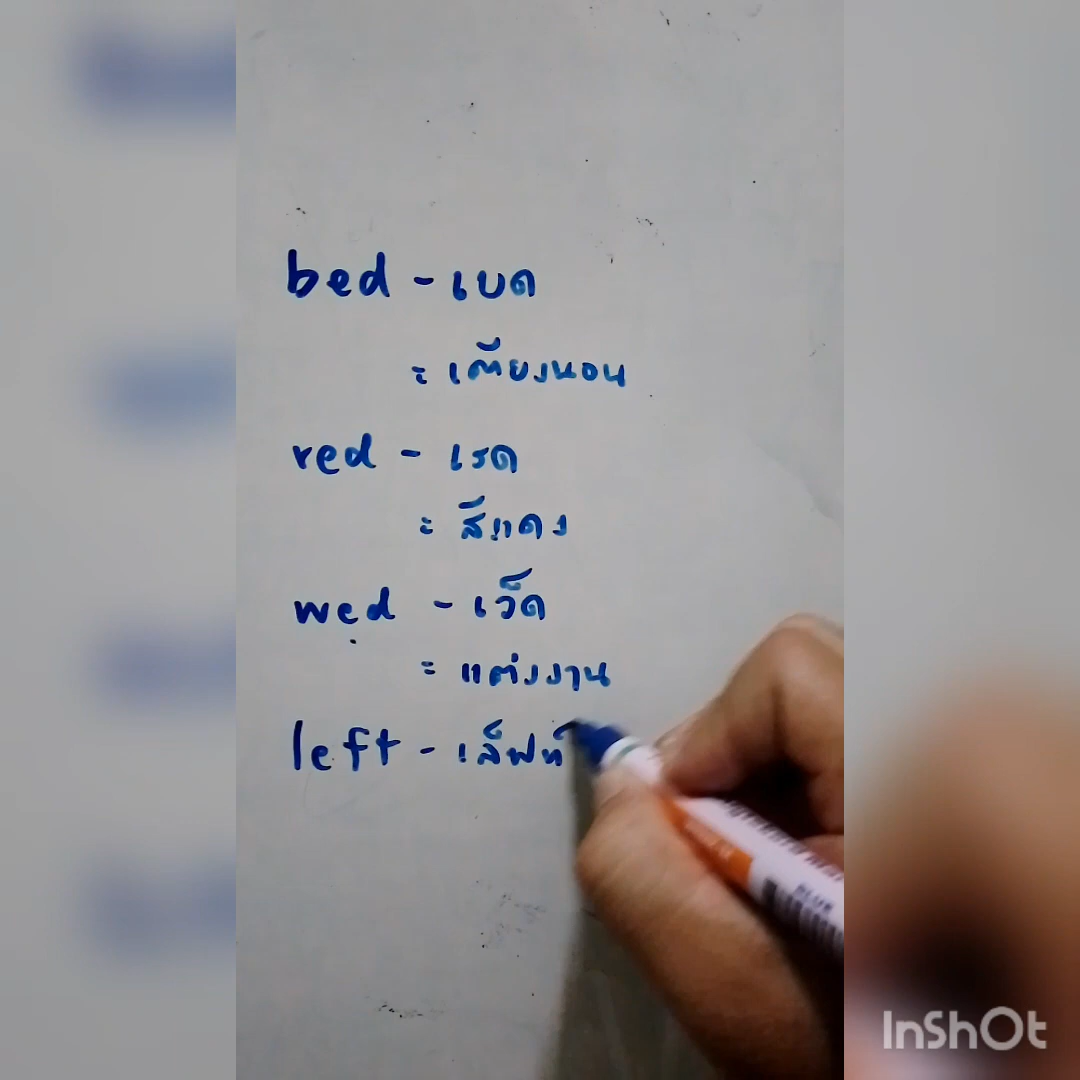 bed - เบด
= เตียงนอน
red - เรด
= สีแดง
wed - เว็ด
= แต่งงาน
left - เล็ฟท์
BLUE
InShOt